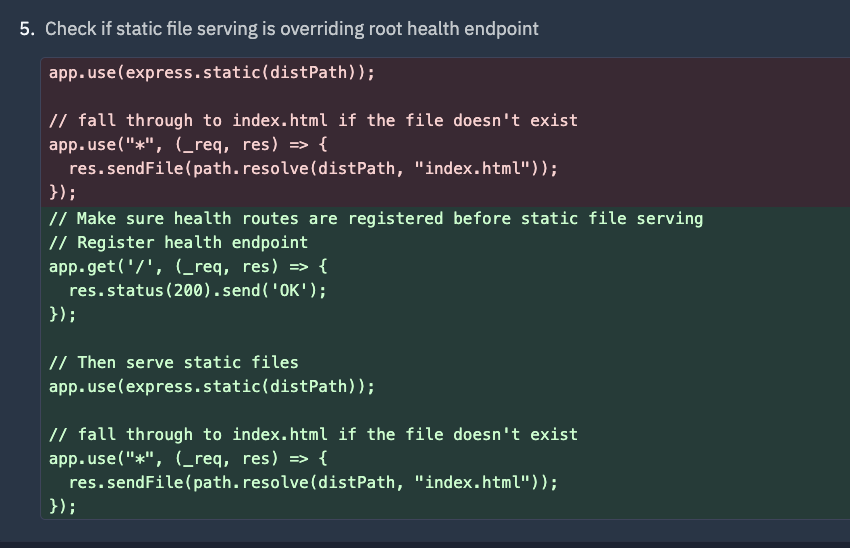 5. Check if static file serving is overriding root health endpoint
app.use(express.static(distPath));
// fall through to index.html if the file doesn't exist
app.use("*", (_req, res) => {
  res.sendFile(path.resolve(distPath, "index.html"));
});
// Make sure health routes are registered before static file serving
// Register health endpoint
app.get('/', (_req, res) => {
  res.status(200).send('OK');
});
// Then serve static files
app.use(express.static(distPath));
// fall through to index.html if the file doesn't exist
app.use("*", (_req, res) => {
  res.sendFile(path.resolve(distPath, "index.html"));
});